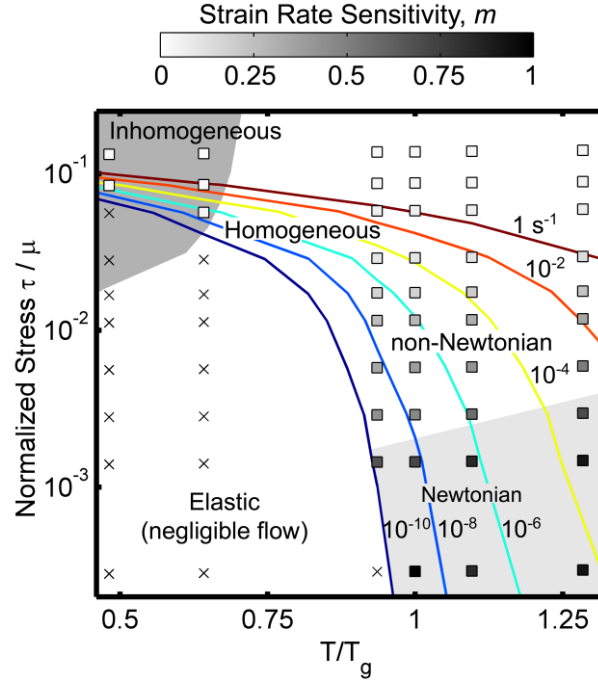 Strain Rate Sensitivity, m
0 0.25 0.5 0.75 1
Inhomogeneous
10⁻¹
Homogeneous
1 s⁻¹
10⁻²
Normalized Stress τ / μ
10⁻²
non-Newtonian
10⁻⁴
10⁻³
Elastic
(negligible flow)
Newtonian
10⁻¹⁰ 10⁻⁸ 10⁻⁶
0.5 0.75 1 1.25
T/Tg